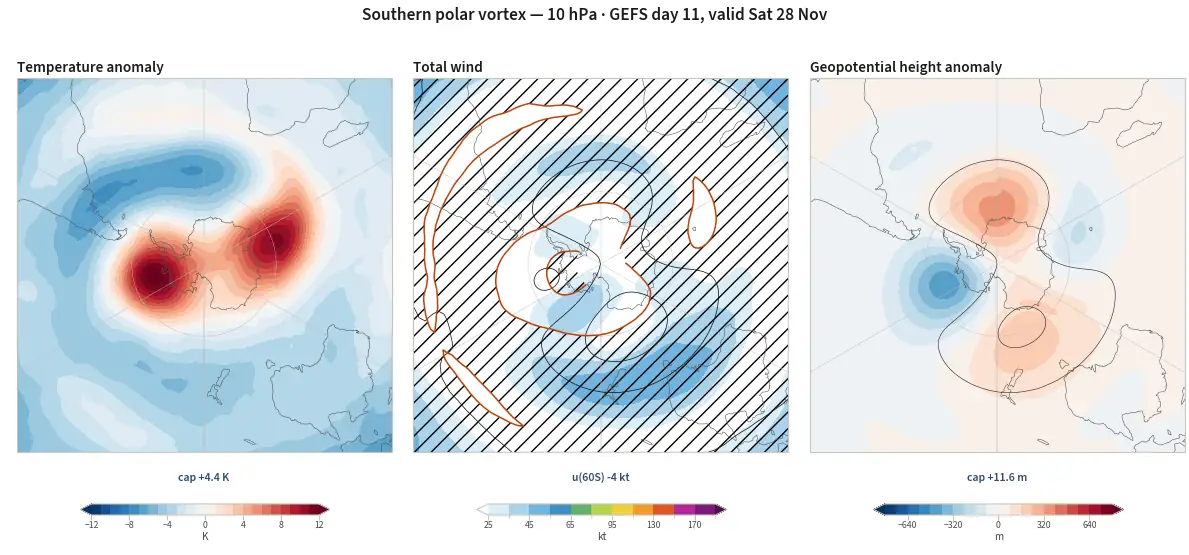 Southern polar vortex — 10 hPa · GEFS day 11, valid Sat 28 Nov
Temperature anomaly
Total wind
Geopotential height anomaly
cap +4.4 K
u(60S) -4 kt
cap +11.6 m
−12 −8 −4 0 4 8 12
K
25 45 65 95 130 170
kt
−640 −320 0 320 640
m